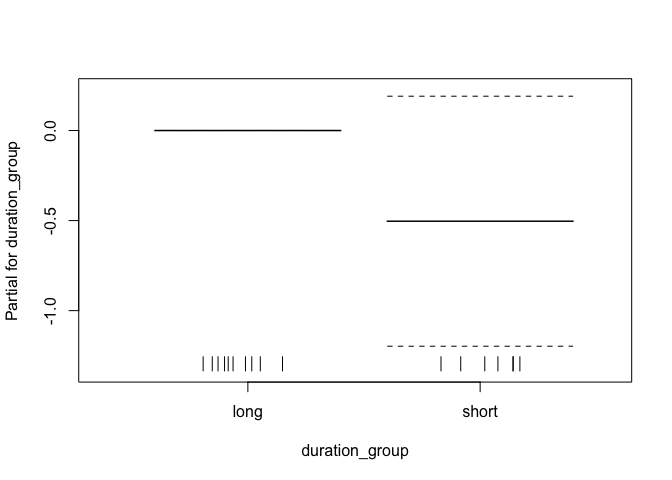 Partial for duration_group
0.0
-0.5
-1.0
long short
duration_group